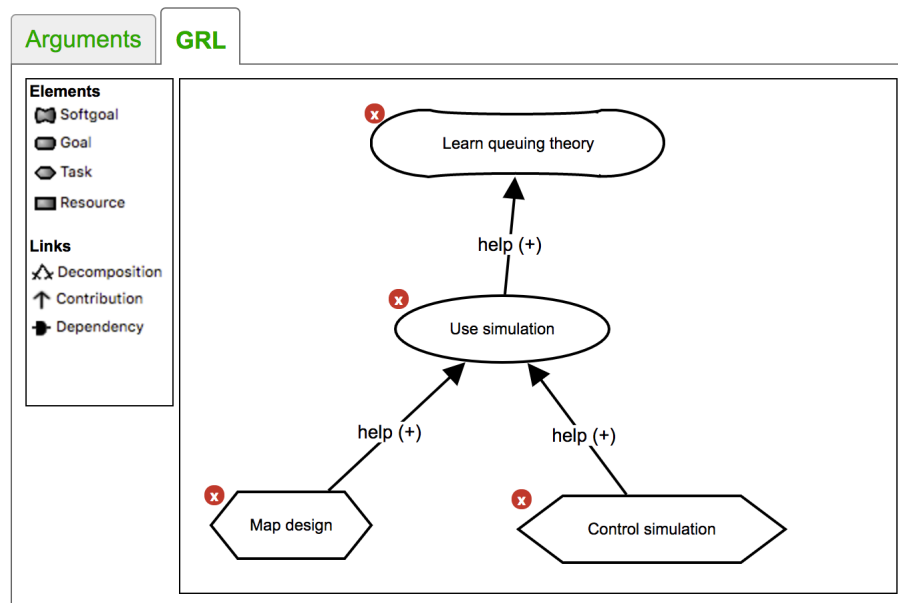 Arguments
GRL
Elements
Softgoal
Goal
Task
Resource
Links
Decomposition
Contribution
Dependency
x
Learn queuing theory
help (+)
x
Use simulation
help (+)
help (+)
x
Map design
x
Control simulation